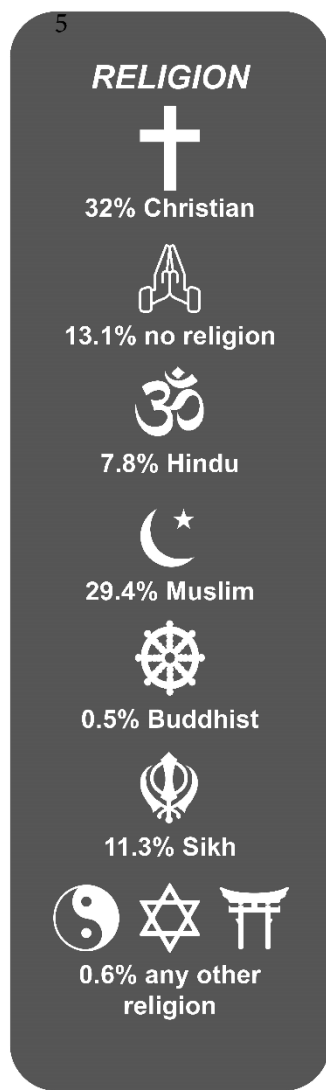 5
RELIGION
32% Christian
13.1% no religion
7.8% Hindu
29.4% Muslim
0.5% Buddhist
11.3% Sikh
0.6% any other
religion